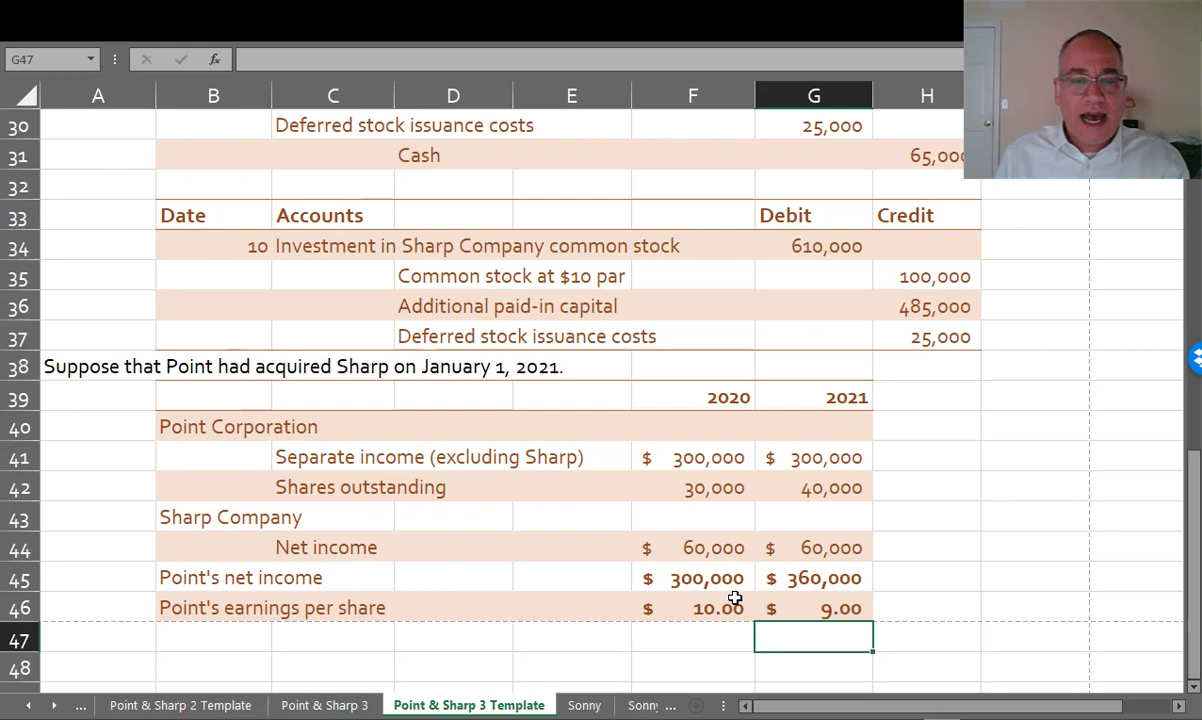 G47 fx
A B C D E F G H
30 Deferred stock issuance costs 25,000
31 Cash 65,000
32
33 Date Accounts Debit Credit
34 10 Investment in Sharp Company common stock 610,000
35 Common stock at $10 par 100,000
36 Additional paid-in capital 485,000
37 Deferred stock issuance costs 25,000
38 Suppose that Point had acquired Sharp on January 1, 2021.
39 2020 2021
40 Point Corporation
41 Separate income (excluding Sharp) $ 300,000 $ 300,000
42 Shares outstanding 30,000 40,000
43 Sharp Company
44 Net income $ 60,000 $ 60,000
45 Point's net income $ 300,000 $ 360,000
46 Point's earnings per share $ 10.00 $ 9.00
47
48
... Point & Sharp 2 Template Point & Sharp 3 Point & Sharp 3 Template Sonny Sonny ...